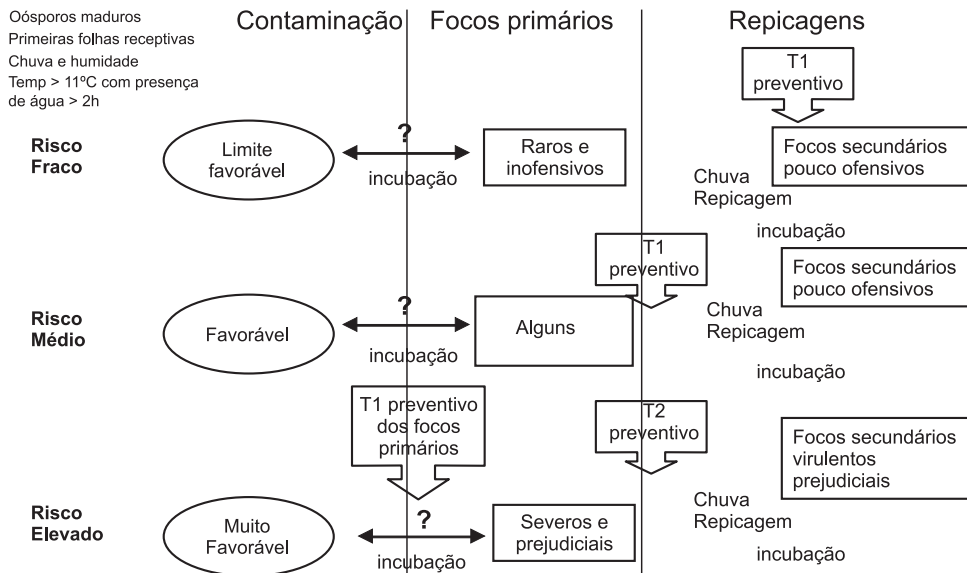 Oósporos maduros
Primeiras folhas receptivas
Chuva e humidade
Temp > 11ºC com presença
de água > 2h
Contaminação
Focos primários
Repicagens
T1
preventivo
Risco
Fraco
Limite
favorável
?
incubação
Raros e
inofensivos
Chuva
Repicagem
Focos secundários
pouco ofensivos
incubação
T1
preventivo
Risco
Médio
Favorável
?
incubação
Alguns
Chuva
Repicagem
Focos secundários
pouco ofensivos
incubação
T1 preventivo
dos focos
primários
T2
preventivo
Risco
Elevado
Muito
Favorável
?
incubação
Severos e
prejudiciais
Chuva
Repicagem
Focos secundários
virulentos
prejudiciais
incubação